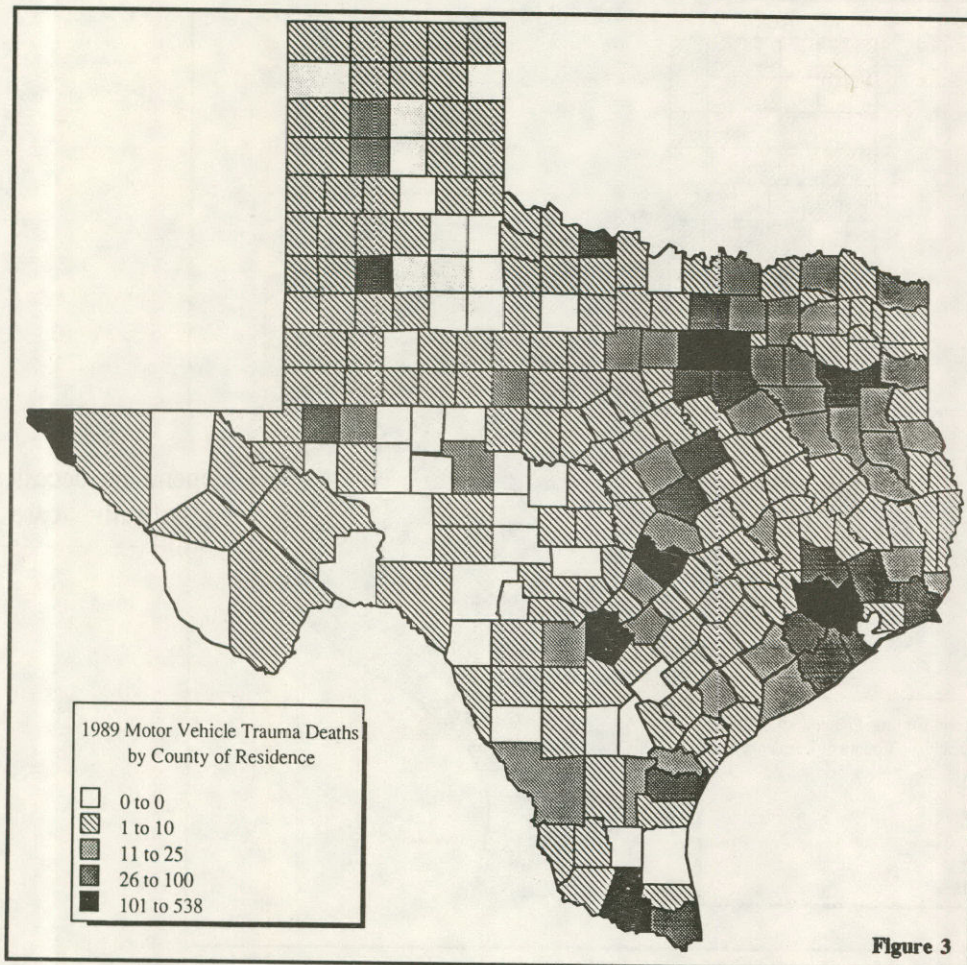 1989 Motor Vehicle Trauma Deaths
by County of Residence
0 to 0
1 to 10
11 to 25
26 to 100
101 to 538
Figure 3